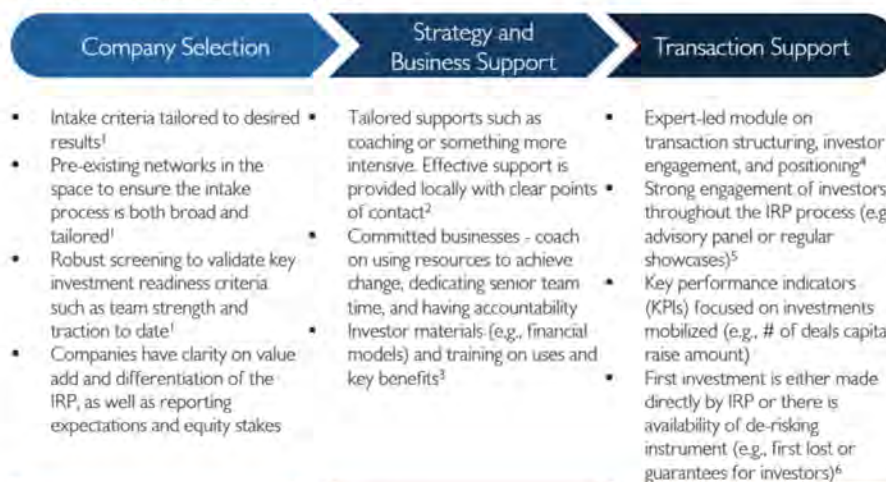 Company Selection
Strategy and
Business Support
Transaction Support
▪ Intake criteria tailored to desired
results¹
▪ Pre-existing networks in the
space to ensure the intake
process is both broad and
tailored¹
▪ Robust screening to validate key
investment readiness criteria
such as team strength and
traction to date¹
▪ Companies have clarity on value
add and differentiation of the
IRP, as well as reporting
expectations and equity stakes
▪ Tailored supports such as
coaching or something more
intensive. Effective support is
provided locally with clear points
of contact²
▪ Committed businesses - coach
on using resources to achieve
change, dedicating senior team
time, and having accountability
▪ Investor materials (e.g., financial
models) and training on uses and
key benefits³
▪ Expert-led module on
transaction structuring, investor
engagement, and positioning⁴
▪ Strong engagement of investors
throughout the IRP process (e.g
advisory panel or regular
showcases)⁵
▪ Key performance indicators
(KPIs) focused on investments
mobilized (e.g., # of deals capita
raise amount)
▪ First investment is either made
directly by IRP or there is
availability of de-risking
instrument (e.g., first lost or
guarantees for investors)⁶